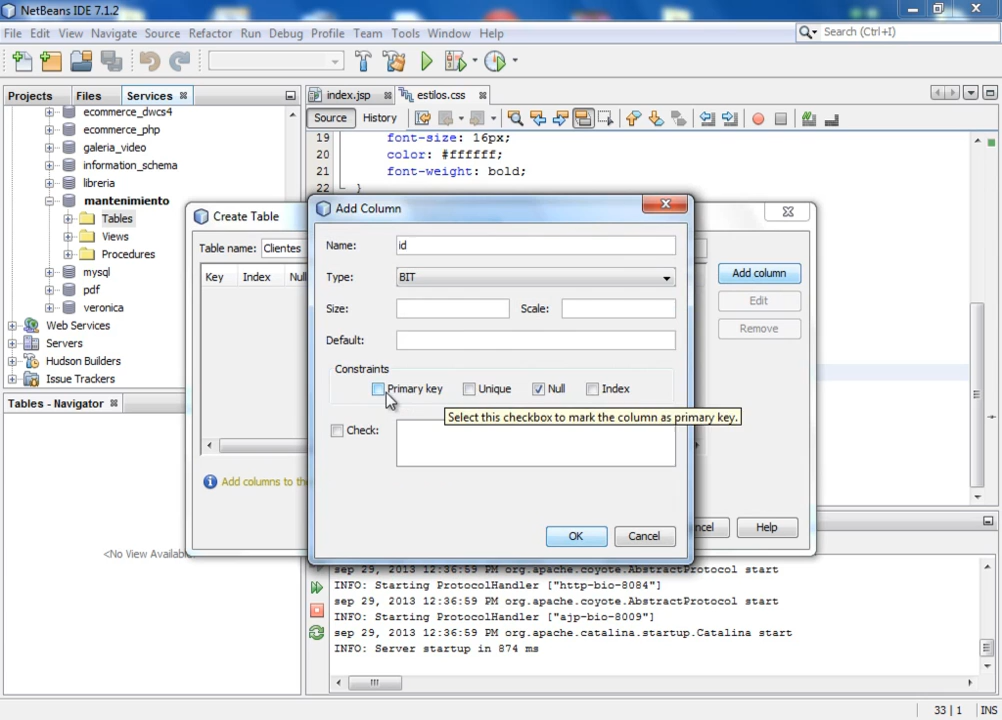 NetBeans IDE 7.1.2
File Edit View Navigate Source Refactor Run Debug Profile Team Tools Window Help
Search (Ctrl+I)
Projects Files Services
index.jsp estilos.css
Source History
ecommerce_dwcs4
ecommerce_php
galeria_video
information_schema
libreria
mantenimiento
Tables
Views
Procedures
mysql
pdf
veronica
Web Services
Servers
Hudson Builders
Issue Trackers
Tables - Navigator
<No View Availab
19 font-size: 16px;
20 color: #ffffff;
21 font-weight: bold;
22 }
Create Table
Table name: Clientes
Key Index Null
Add column
Edit
Remove
Add columns to the
ncel Help
Add Column
Name: id
Type: BIT
Size: Scale:
Default:
Constraints
Primary key Unique Null Index
Select this checkbox to mark the column as primary key.
Check:
OK Cancel
sep 29, 2013 12:36:59 PM org.apache.coyote.AbstractProtocol start
INFO: Starting ProtocolHandler ["http-bio-8084"]
sep 29, 2013 12:36:59 PM org.apache.coyote.AbstractProtocol start
INFO: Starting ProtocolHandler ["ajp-bio-8009"]
sep 29, 2013 12:36:59 PM org.apache.catalina.startup.Catalina start
INFO: Server startup in 874 ms
33 | 1 INS